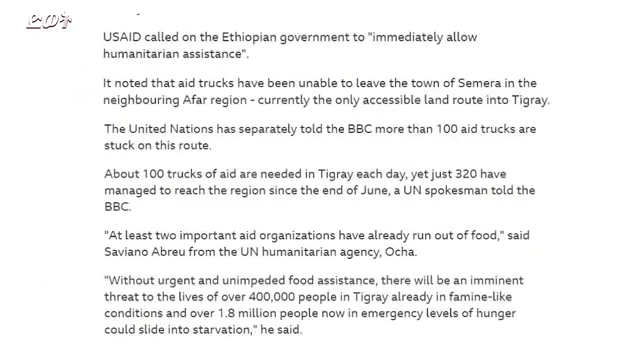 USAID called on the Ethiopian government to "immediately allow
humanitarian assistance".
It noted that aid trucks have been unable to leave the town of Semera in the
neighbouring Afar region - currently the only accessible land route into Tigray.
The United Nations has separately told the BBC more than 100 aid trucks are
stuck on this route.
About 100 trucks of aid are needed in Tigray each day, yet just 320 have
managed to reach the region since the end of June, a UN spokesman told the
BBC.
"At least two important aid organizations have already run out of food," said
Saviano Abreu from the UN humanitarian agency, Ocha.
"Without urgent and unimpeded food assistance, there will be an imminent
threat to the lives of over 400,000 people in Tigray already in famine-like
conditions and over 1.8 million people now in emergency levels of hunger
could slide into starvation," he said.